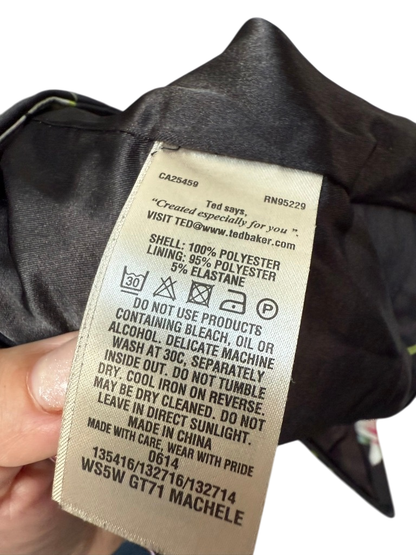 CA25459 RN95229
Ted says,
"Created especially for you".
VISIT TED@www.tedbaker.com
SHELL: 100% POLYESTER
LINING: 95% POLYESTER
5% ELASTANE
30 P
DO NOT USE PRODUCTS
CONTAINING BLEACH, OIL OR
ALCOHOL. DELICATE MACHINE
WASH AT 30C, SEPARATELY
INSIDE OUT. DO NOT TUMBLE
DRY. COOL IRON ON REVERSE.
MAY BE DRY CLEANED. DO NOT
LEAVE IN DIRECT SUNLIGHT.
MADE IN CHINA
MADE WITH CARE, WEAR WITH PRIDE
0614
135416/132716/132714
WS5W GT71 MACHELE